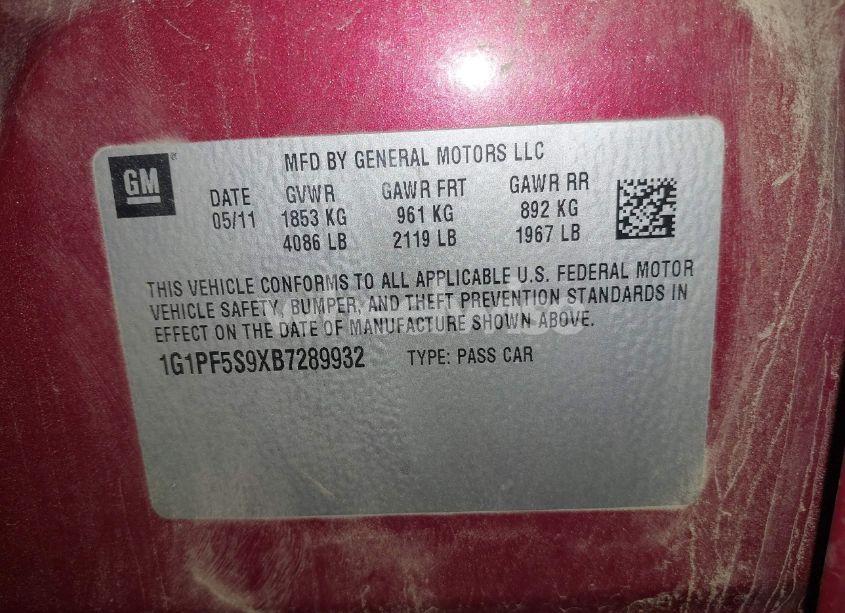 MFD BY GENERAL MOTORS LLC
GM
DATE GVWR GAWR FRT GAWR RR
05/11 1853 KG 961 KG 892 KG
4086 LB 2119 LB 1967 LB
THIS VEHICLE CONFORMS TO ALL APPLICABLE U.S. FEDERAL MOTOR
VEHICLE SAFETY, BUMPER, AND THEFT PREVENTION STANDARDS IN
EFFECT ON THE DATE OF MANUFACTURE SHOWN ABOVE.
1G1PF5S9XB7289932 TYPE: PASS CAR